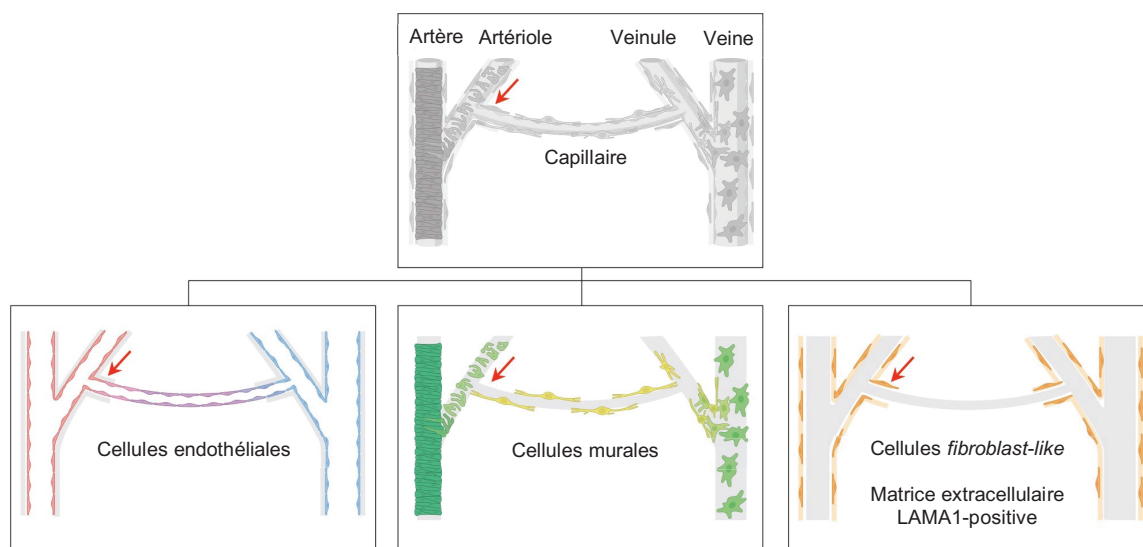 Artère Artériole Veinule Veine
Capillaire
Cellules endothéliales
Cellules murales
Cellules fibroblast-like
Matrice extracellulaire
LAMA1-positive